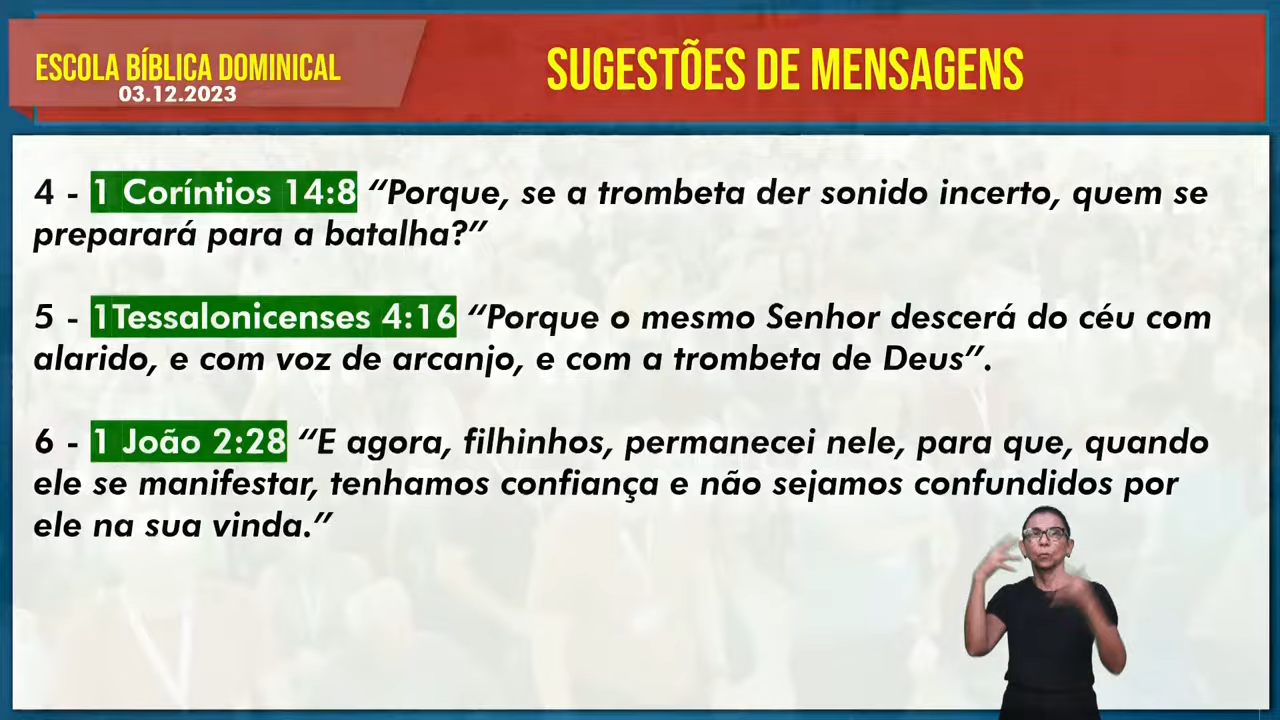 ESCOLA BÍBLICA DOMINICAL
03.12.2023
SUGESTÕES DE MENSAGENS
4 - 1 Coríntios 14:8 “Porque, se a trombeta der sonido incerto, quem se
preparará para a batalha?”
5 - 1Tessalonicenses 4:16 “Porque o mesmo Senhor descerá do céu com
alarido, e com voz de arcanjo, e com a trombeta de Deus”.
6 - 1 João 2:28 “E agora, filhinhos, permanecei nele, para que, quando
ele se manifestar, tenhamos confiança e não sejamos confundidos por
ele na sua vinda.”